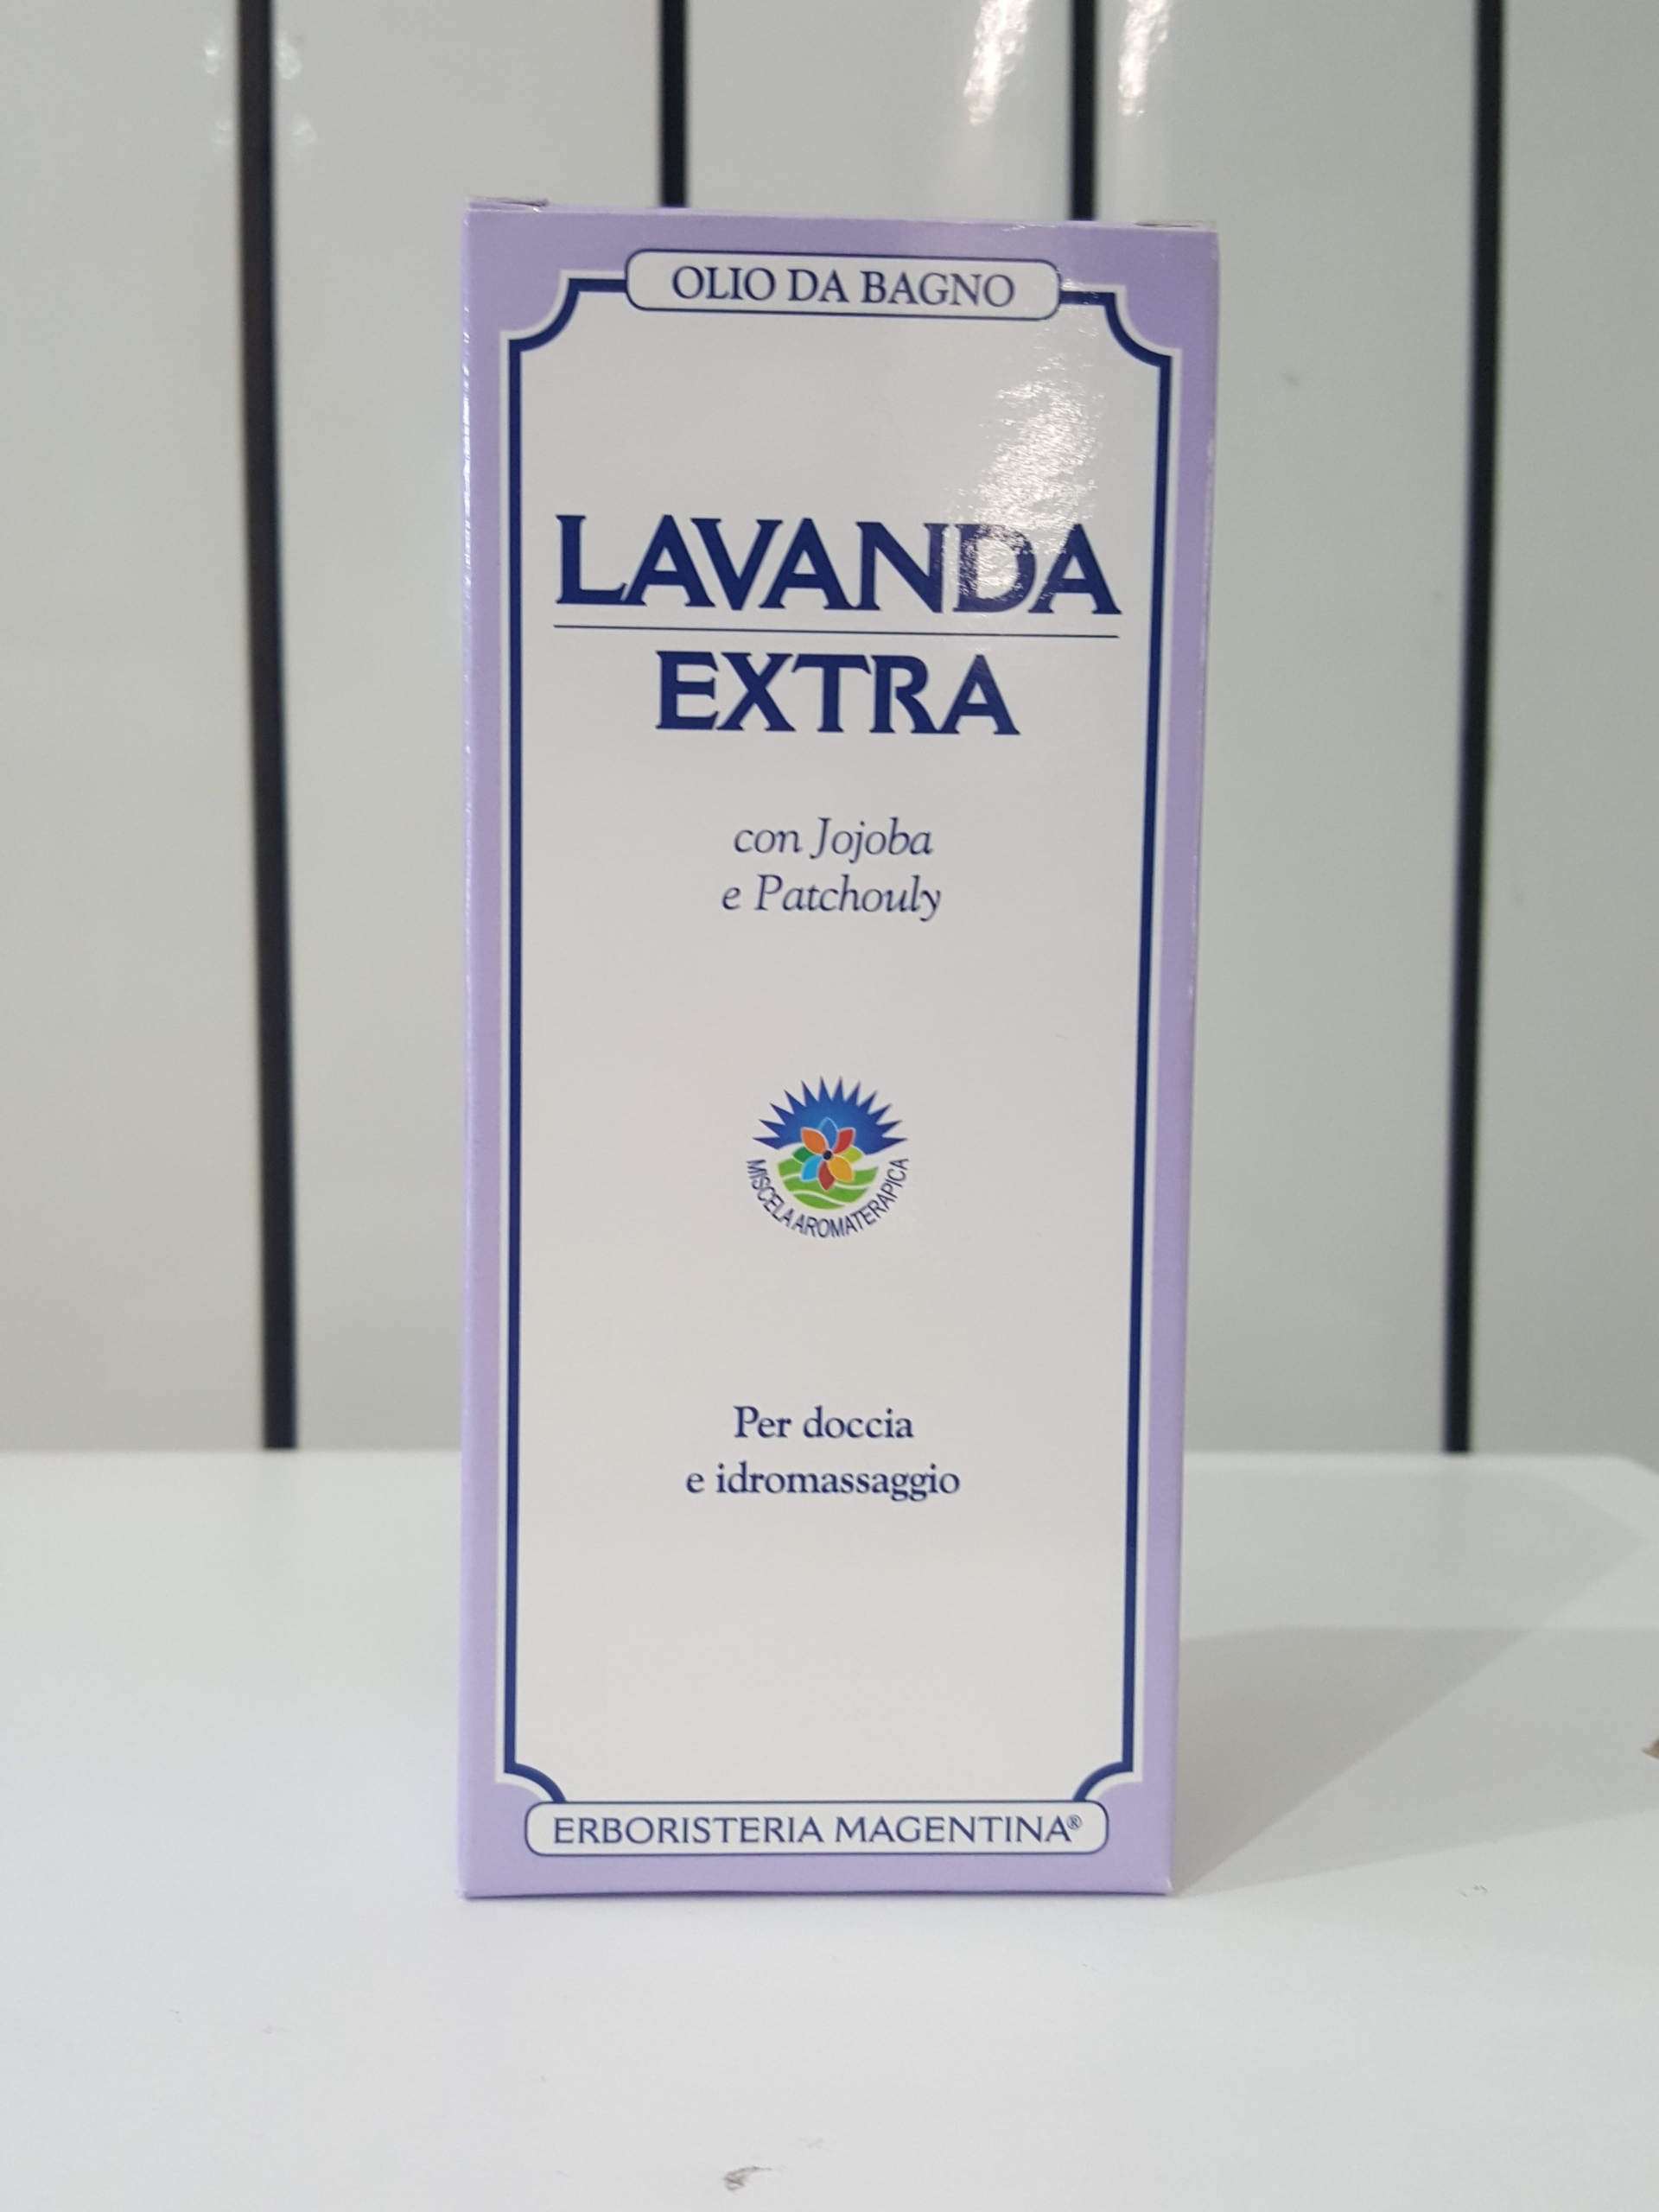 OLIO DA BAGNO
LAVANDA
EXTRA
con Jojoba
e Patchouly
MISCELA AROMATERAPICA
Per doccia
e idromassaggio
ERBORISTERIA MAGENTINA®